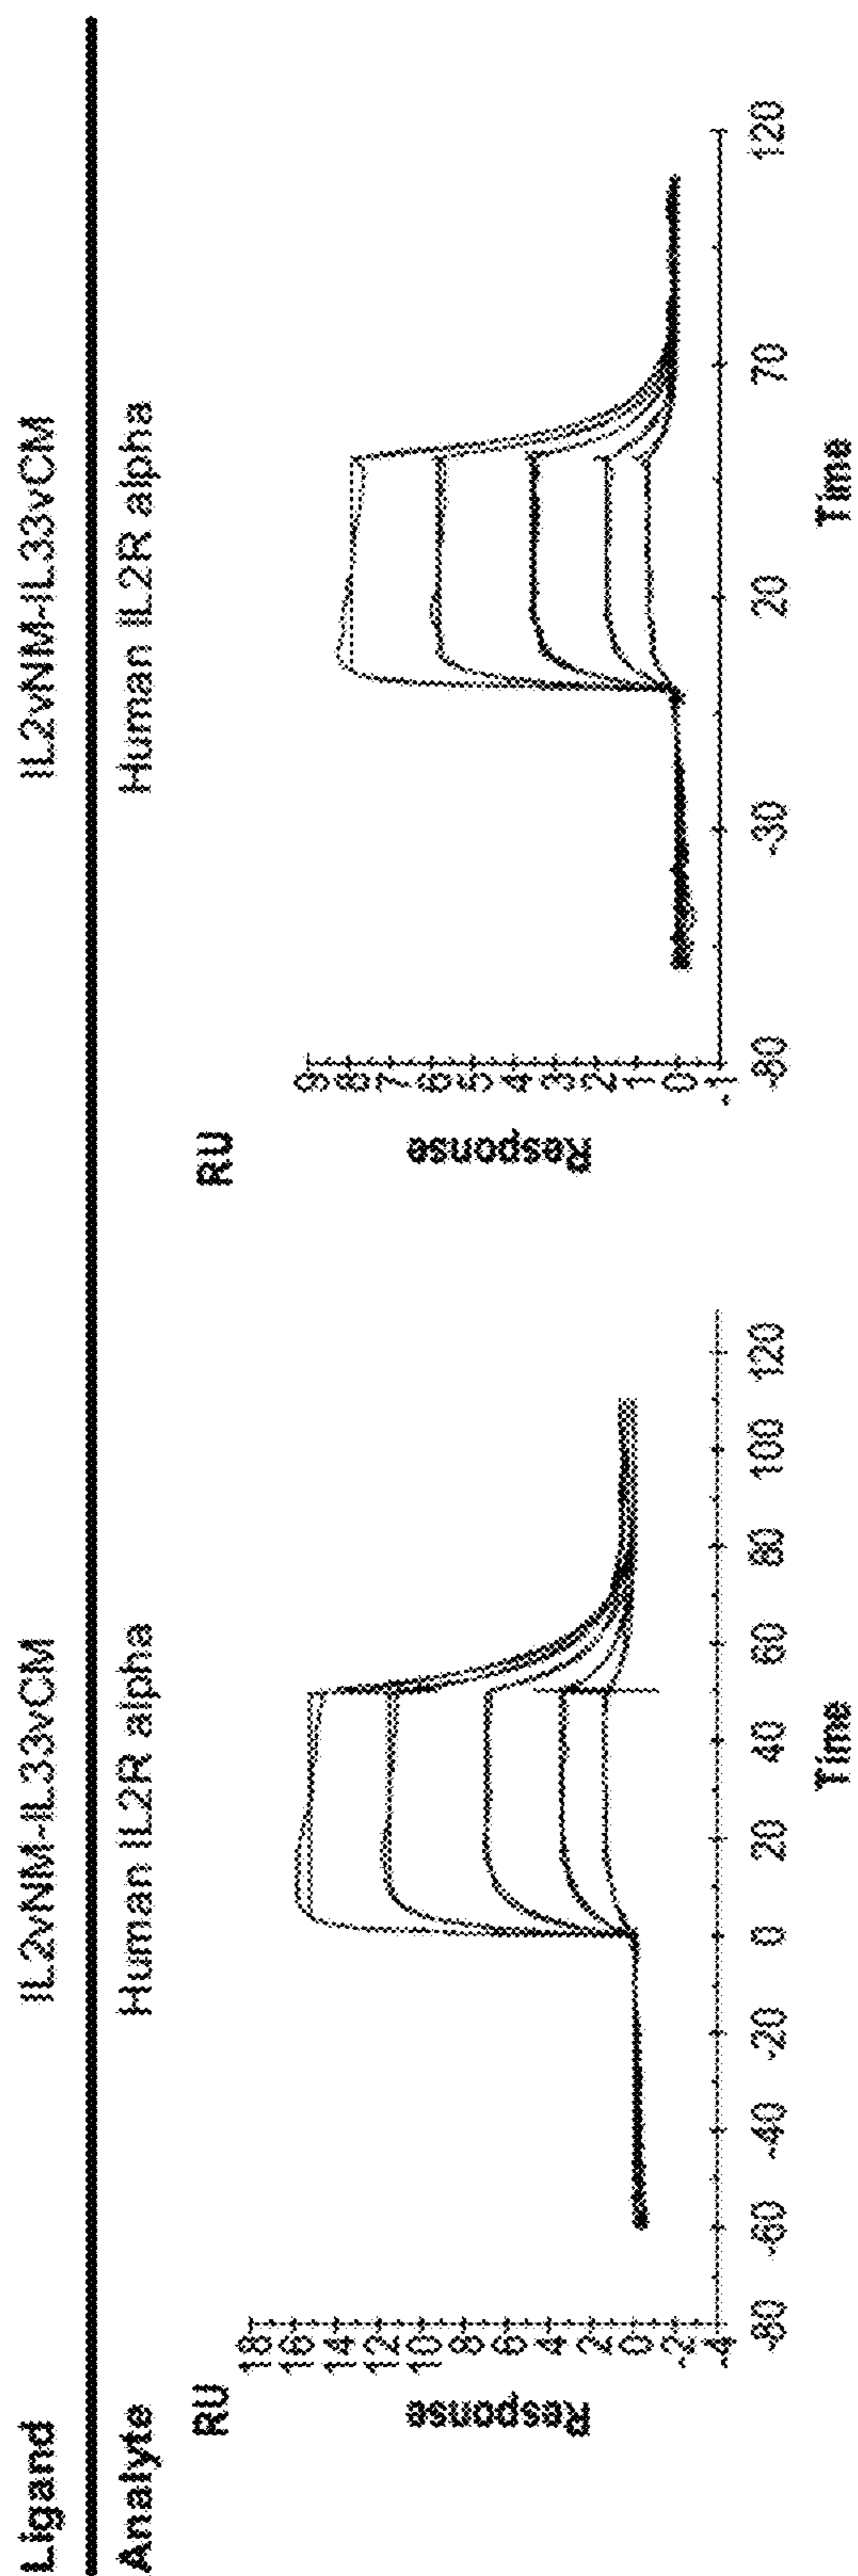 Ligand IL2vNM-IL33vCM IL2vNM-IL33vCM
Analyte Human IL2R alpha Human IL2R alpha
RU
Response
18
16
14
12
10
8
6
4
2
0
-2
-4
-80 -60 -40 -20 0 20 40 60 80 100 120
Time
RU
Response
9
8
7
6
5
4
3
2
1
0
-1
-80 -30 20 70 120
Time